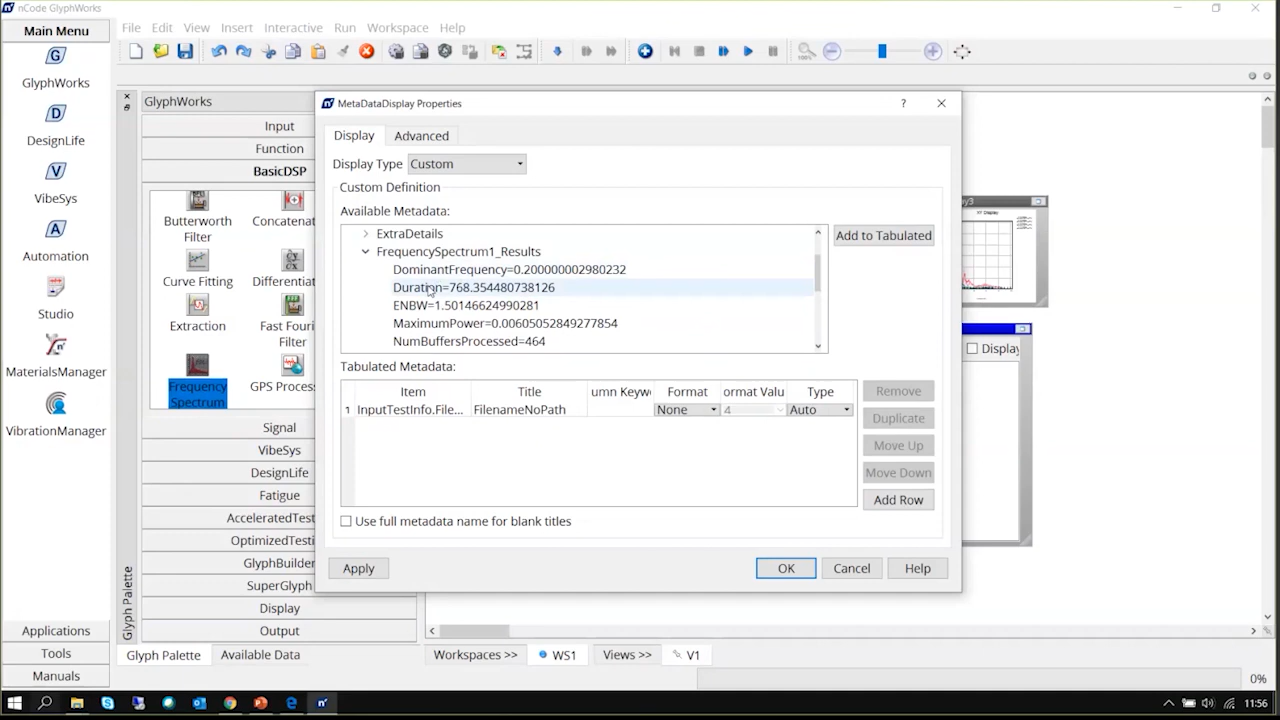 nCode GlyphWorks
Main Menu
File Edit View Insert Interactive Run Workspace Help
GlyphWorks
DesignLife
VibeSys
Automation
Studio
MaterialsManager
VibrationManager
Applications
Tools
Manuals
Glyph Palette
GlyphWorks
Input
Function
BasicDSP
Butterworth Filter
Concatenat
Curve Fitting
Differentiat
Extraction
Fast Fouri Filter
Frequency Spectrum
GPS Process
Signal
VibeSys
DesignLife
Fatigue
AcceleratedTest
OptimizedTesti
GlyphBuilder
SuperGlyph
Display
Output
Glyph Palette Available Data
MetaDataDisplay Properties
?
Display Advanced
Display Type Custom
Custom Definition
Available Metadata:
ExtraDetails
FrequencySpectrum1_Results
DominantFrequency=0.200000002980232
Duration=768.354480738126
ENBW=1.50146624990281
MaximumPower=0.00605052849277854
NumBuffersProcessed=464
Add to Tabulated
Tabulated Metadata:
Item Title umn Keyw Format ormat Valu Type
1 InputTestInfo.File... FilenameNoPath None 4 Auto
Remove
Duplicate
Move Up
Move Down
Add Row
Use full metadata name for blank titles
Apply OK Cancel Help
Display
Workspaces >> WS1 Views >> V1
0%
11:56